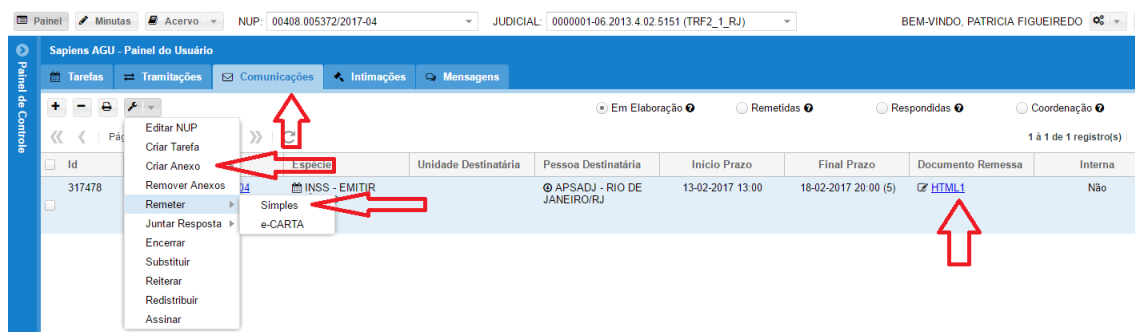 Painel Minutas Acervo NUP: 00408.005372/2017-04 JUDICIAL: 0000001-06.2013.4.02.5151 (TRF2_1_RJ) BEM-VINDO, PATRICIA FIGUEIREDO
Painel de Controle
Sapiens AGU - Painel do Usuário
Tarefas Tramitações Comunicações Intimações Mensagens
Em Elaboração Remetidas Respondidas Coordenação
1 à 1 de 1 registro(s)
Id Espécie Unidade Destinatária Pessoa Destinatária Início Prazo Final Prazo Documento Remessa Interna
317478 04 INSS - EMITIR APSADJ - RIO DE 13-02-2017 13:00 18-02-2017 20:00 (5) HTML1 Não
JANEIRO/RJ
Editar NUP
Criar Tarefa
Criar Anexo
Remover Anexos
Remeter
Juntar Resposta
Encerrar
Substituir
Reiterar
Redistribuir
Assinar
Simples
e-CARTA